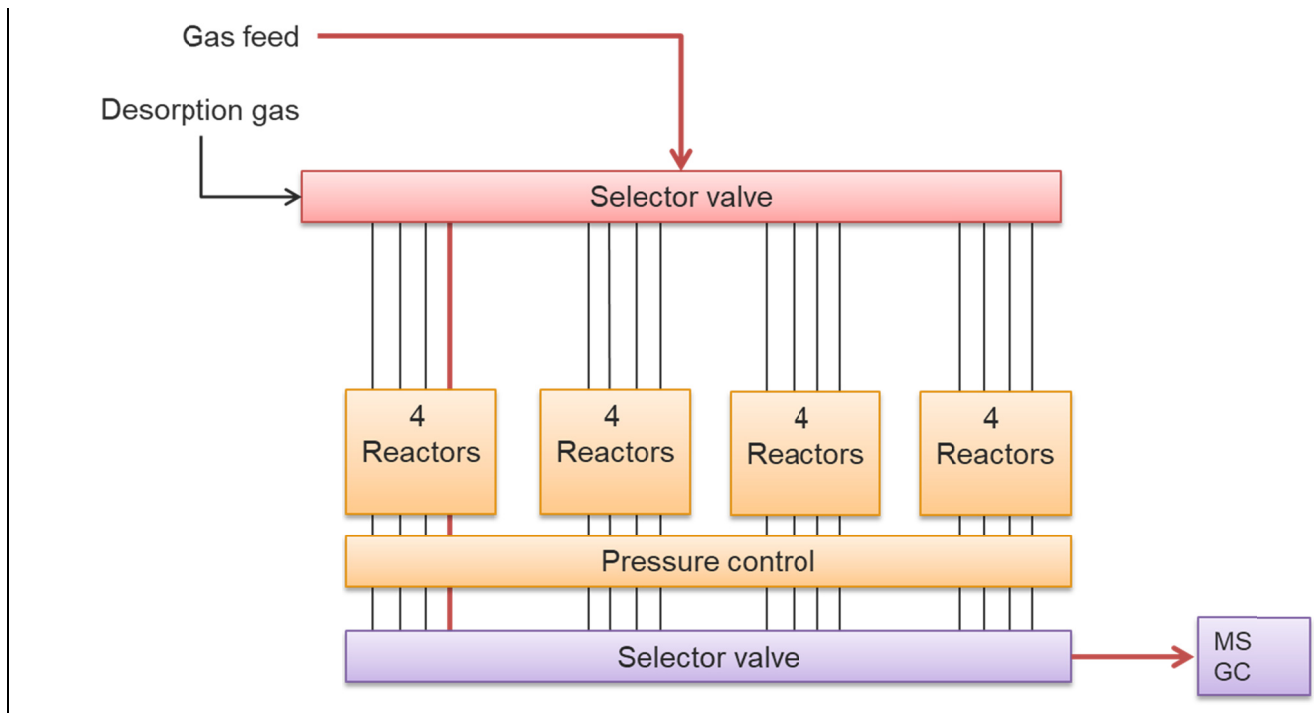 Gas feed
Desorption gas
Selector valve
4
Reactors
4
Reactors
4
Reactors
4
Reactors
Pressure control
Selector valve
MS
GC